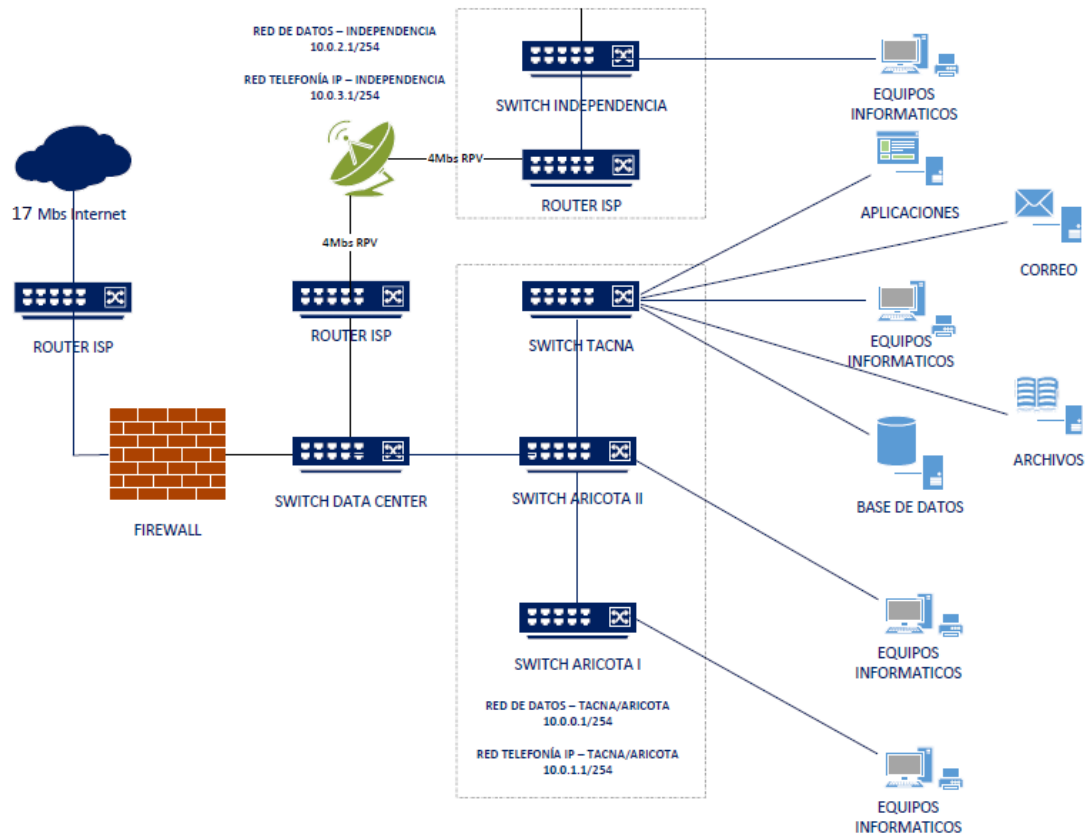 RED DE DATOS – INDEPENDENCIA
10.0.2.1/254
RED TELEFONÍA IP – INDEPENDENCIA
10.0.3.1/254
SWITCH INDEPENDENCIA
EQUIPOS
INFORMATICOS
17 Mbs Internet
4Mbs RPV
ROUTER ISP
APLICACIONES
4Mbs RPV
CORREO
ROUTER ISP
ROUTER ISP
SWITCH TACNA
EQUIPOS
INFORMATICOS
ARCHIVOS
SWITCH DATA CENTER
SWITCH ARICOTA II
BASE DE DATOS
FIREWALL
EQUIPOS
INFORMATICOS
SWITCH ARICOTA I
RED DE DATOS – TACNA/ARICOTA
10.0.0.1/254
RED TELEFONÍA IP – TACNA/ARICOTA
10.0.1.1/254
EQUIPOS
INFORMATICOS